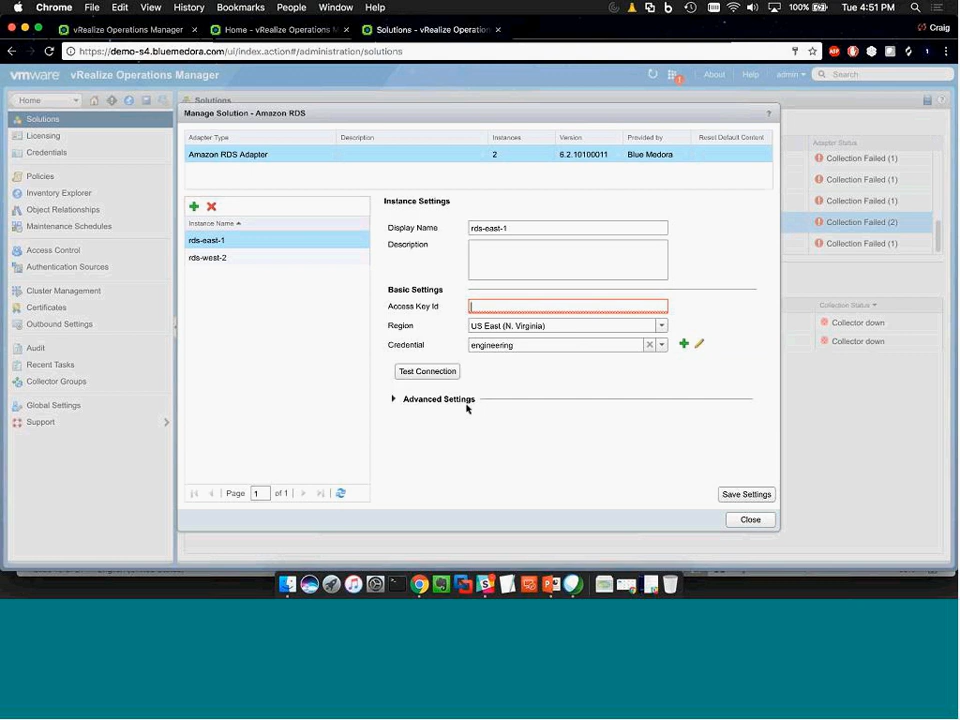 Chrome File Edit View History Bookmarks People Window Help 100% Tue 4:51 PM
vRealize Operations Manager × Home – vRealize Operations M × Solutions – vRealize Operation × Craig
https://demo-s4.bluemedora.com/ui/index.action#/administration/solutions
vmware vRealize Operations Manager About Help admin Search
Home
Solutions
Licensing
Credentials
Policies
Inventory Explorer
Object Relationships
Maintenance Schedules
Access Control
Authentication Sources
Cluster Management
Certificates
Outbound Settings
Audit
Recent Tasks
Collector Groups
Global Settings
Support
Solutions
Manage Solution - Amazon RDS ?
Adapter Type Description Instances Version Provided by Reset Default Content
Amazon RDS Adapter 2 6.2.10100011 Blue Medora
Instance Name
rds-east-1
rds-west-2
Page 1 of 1
Instance Settings
Display Name rds-east-1
Description
Basic Settings
Access Key Id
Region US East (N. Virginia)
Credential engineering
Test Connection
Advanced Settings
Save Settings
Close
Adapter Status
Collection Failed (1)
Collection Failed (1)
Collection Failed (1)
Collection Failed (2)
Collection Failed (1)
Collection Status
Collector down
Collector down